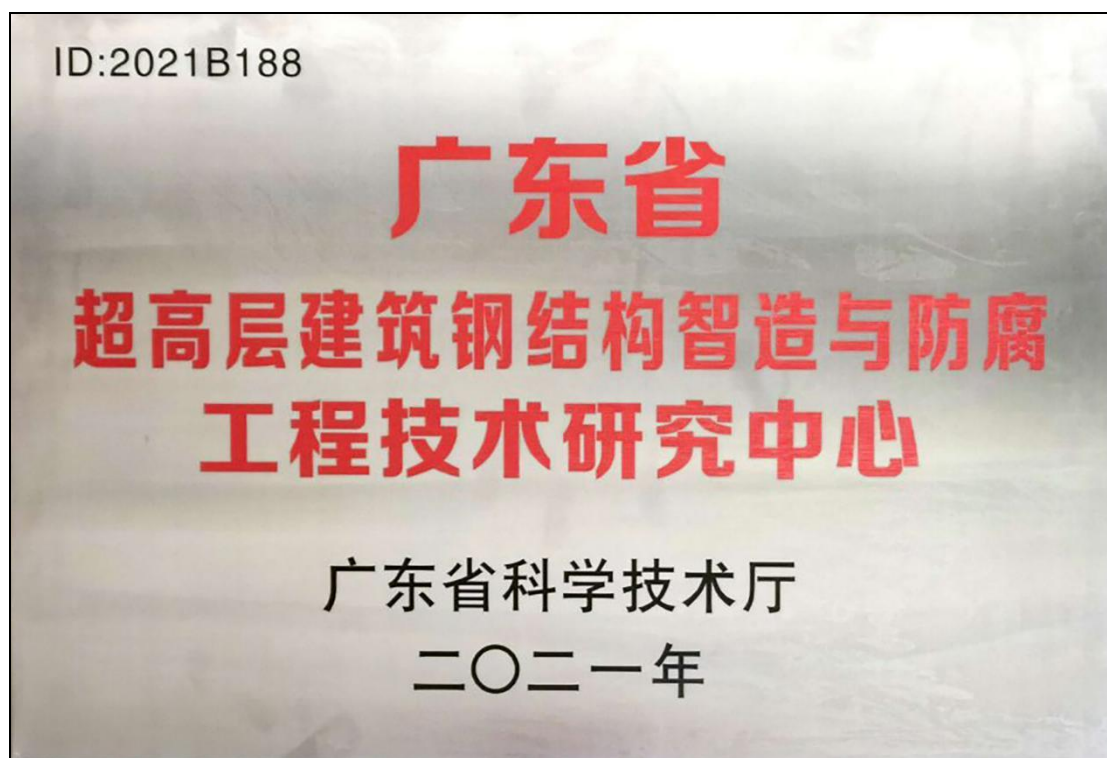 ID:2021B188
广东省
超高层建筑钢结构智造与防腐
工程技术研究中心
广东省科学技术厅
二〇二一年